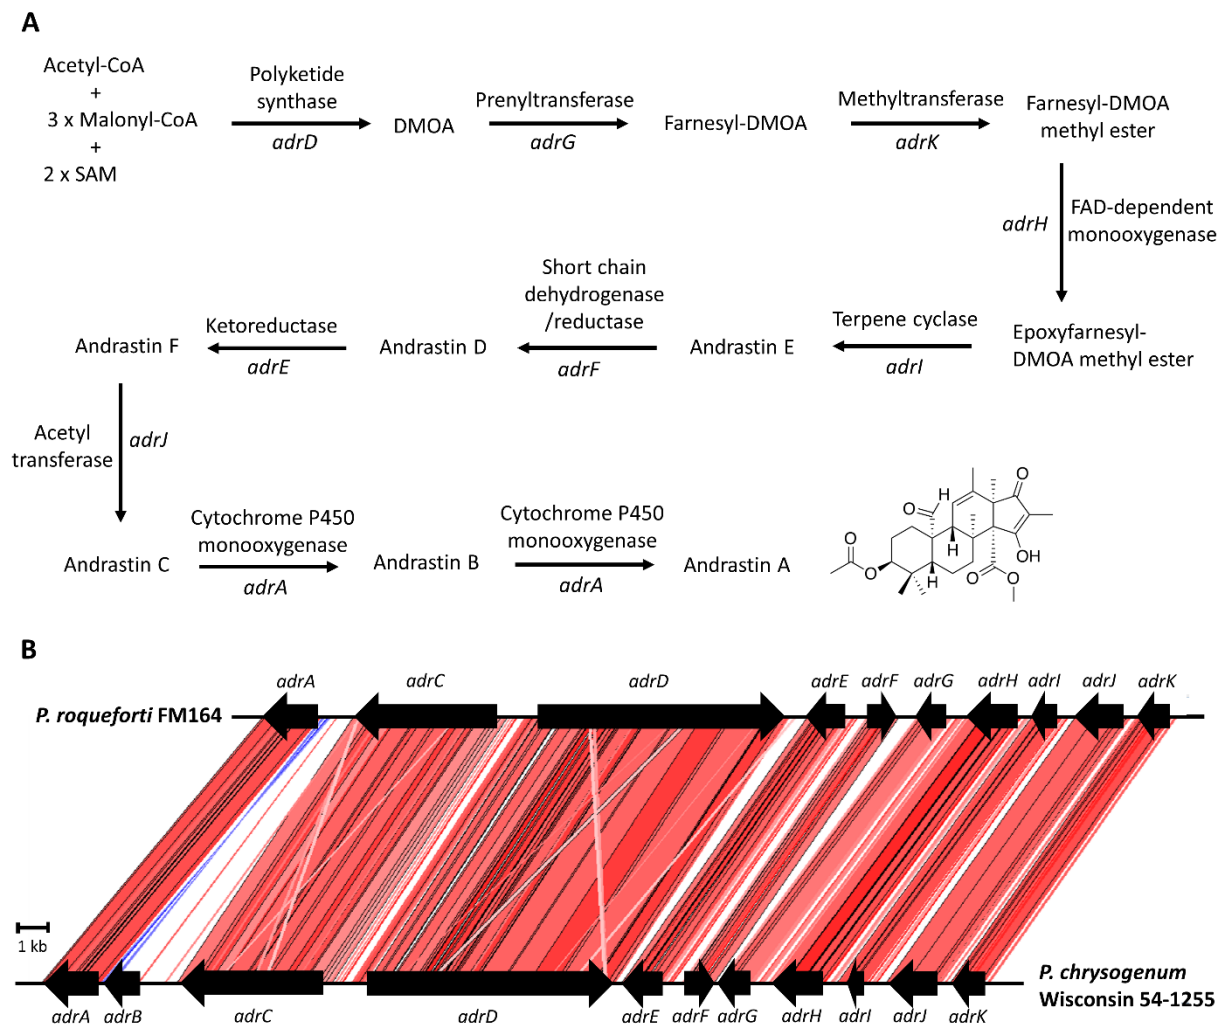 A
Acetyl-CoA
+
3 x Malonyl-CoA
+
2 x SAM
Polyketide
synthase
adrD
DMOA
Prenyltransferase
adrG
Farnesyl-DMOA
Methyltransferase
adrK
Farnesyl-DMOA
methyl ester
adrH
FAD-dependent
monooxygenase
Epoxyfarnesyl-
DMOA methyl ester
Terpene cyclase
adrI
Andrastin E
Short chain
dehydrogenase
/reductase
adrF
Andrastin D
Ketoreductase
adrE
Andrastin F
Acetyl
transferase
adrJ
Andrastin C
Cytochrome P450
monooxygenase
adrA
Andrastin B
Cytochrome P450
monooxygenase
adrA
Andrastin A
O
H
O
H
O
O
H
OH
O
O
B
adrA adrC adrD adrE adrF adrG adrH adrI adrJ adrK
P. roqueforti FM164
1 kb
P. chrysogenum
Wisconsin 54-1255
adrA adrB adrC adrD adrE adrF adrG adrH adrI adrJ adrK